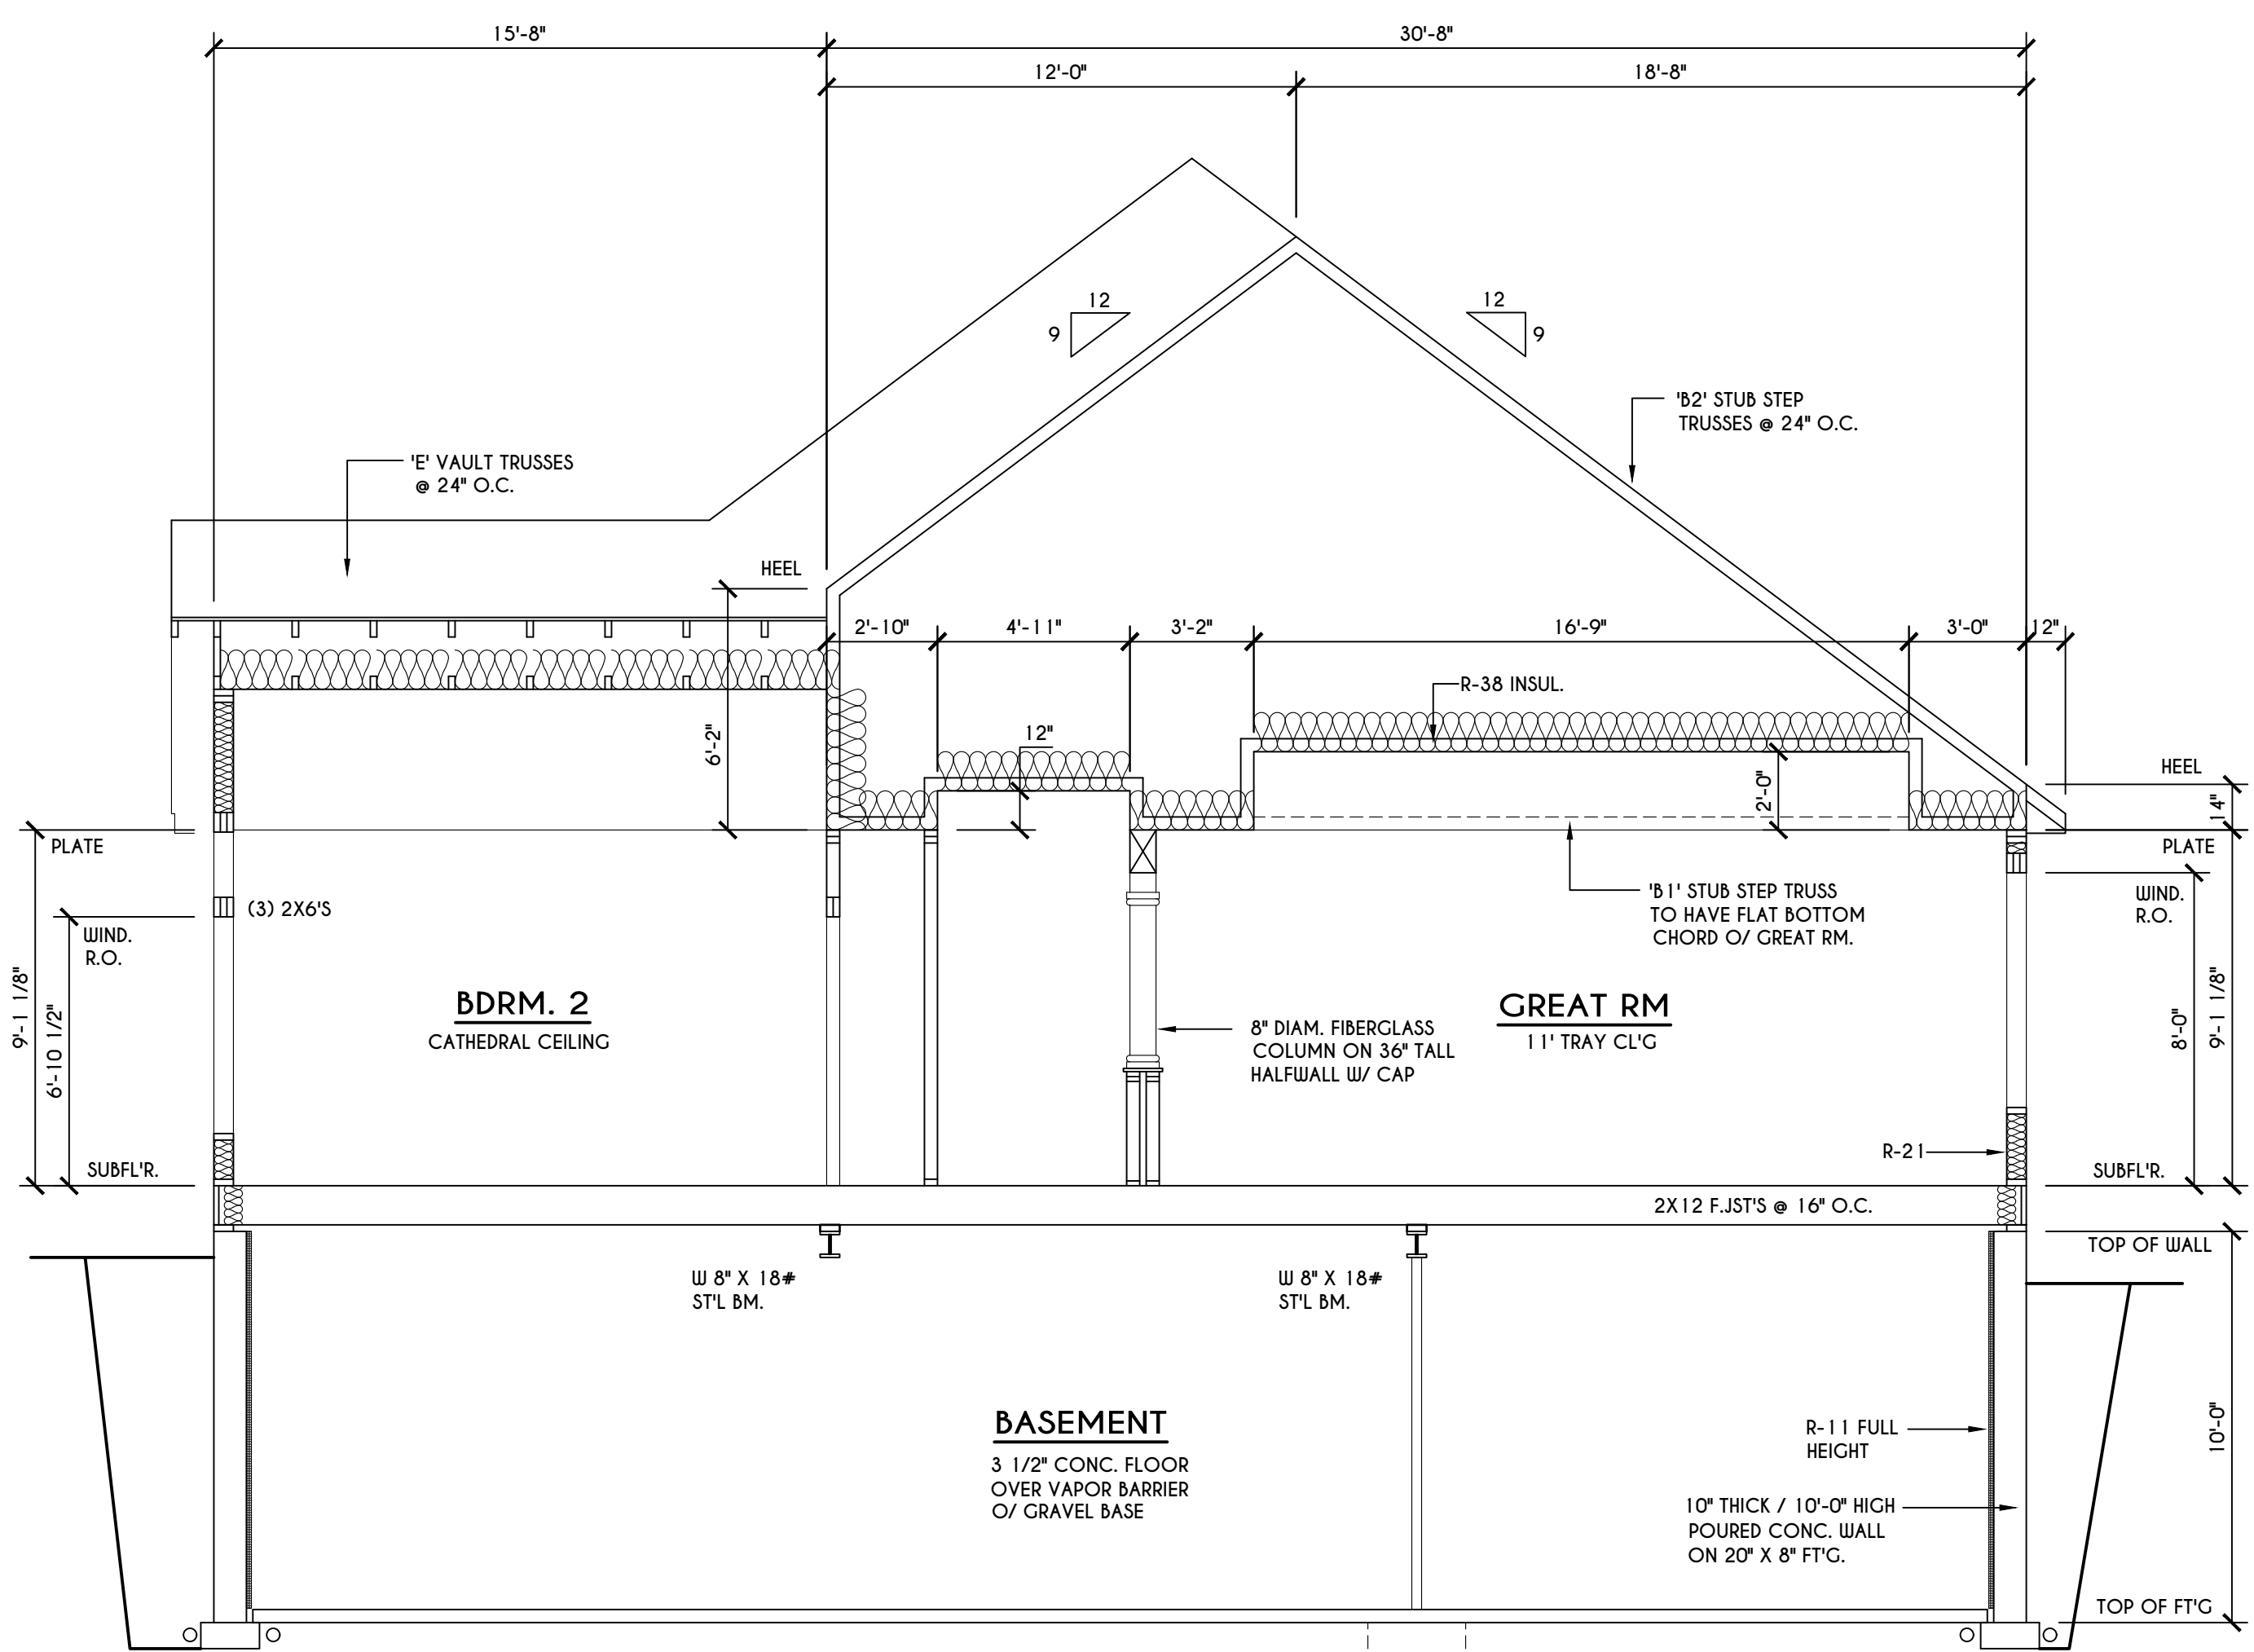 15'-8"
30'-8"
12'-0"
18'-8"
12
9
12
9
'B2' STUB STEP
TRUSSES @ 24" O.C.
'E' VAULT TRUSSES
@ 24" O.C.
HEEL
2'-10"
4'-11"
3'-2"
16'-9"
3'-0"
12"
R-38 INSUL.
6'-2"
12"
2'-0"
HEEL
14"
PLATE
PLATE
(3) 2X6'S
WIND.
R.O.
9'-1 1/8"
6'-10 1/2"
'B1' STUB STEP TRUSS
TO HAVE FLAT BOTTOM
CHORD O/ GREAT RM.
WIND.
R.O.
8'-0"
9'-1 1/8"
BDRM. 2
CATHEDRAL CEILING
8" DIAM. FIBERGLASS
COLUMN ON 36" TALL
HALFWALL W/ CAP
GREAT RM
11' TRAY CL'G
R-21
SUBFL'R.
SUBFL'R.
2X12 F.JST'S @ 16" O.C.
TOP OF WALL
W 8" X 18#
ST'L BM.
W 8" X 18#
ST'L BM.
BASEMENT
3 1/2" CONC. FLOOR
OVER VAPOR BARRIER
O/ GRAVEL BASE
R-11 FULL
HEIGHT
10'-0"
10" THICK / 10'-0" HIGH
POURED CONC. WALL
ON 20" X 8" FT'G.
TOP OF FT'G